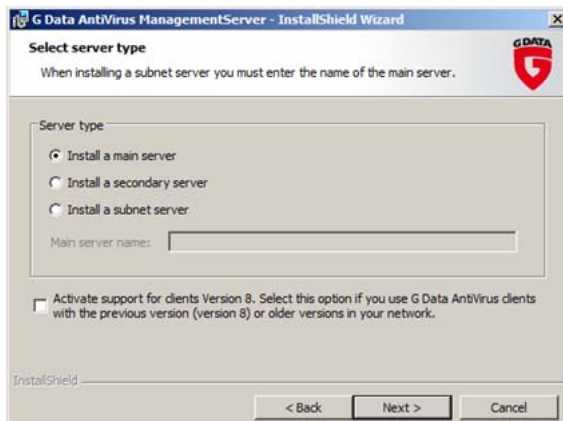 G Data AntiVirus ManagementServer - InstallShield Wizard
Select server type
When installing a subnet server you must enter the name of the main server.
G DATA
Server type
Install a main server
Install a secondary server
Install a subnet server
Main server name:
Activate support for clients Version 8. Select this option if you use G Data AntiVirus clients
with the previous version (version 8) or older versions in your network.
InstallShield
< Back
Next >
Cancel